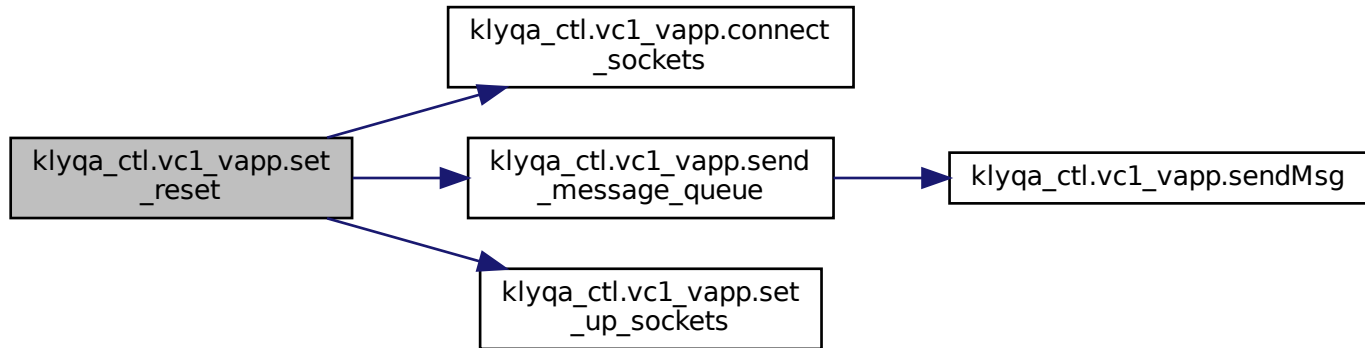 klyqa_ctl.vc1_vapp.connect
_sockets
klyqa_ctl.vc1_vapp.set
_reset
klyqa_ctl.vc1_vapp.send
_message_queue
klyqa_ctl.vc1_vapp.sendMsg
klyqa_ctl.vc1_vapp.set
_up_sockets